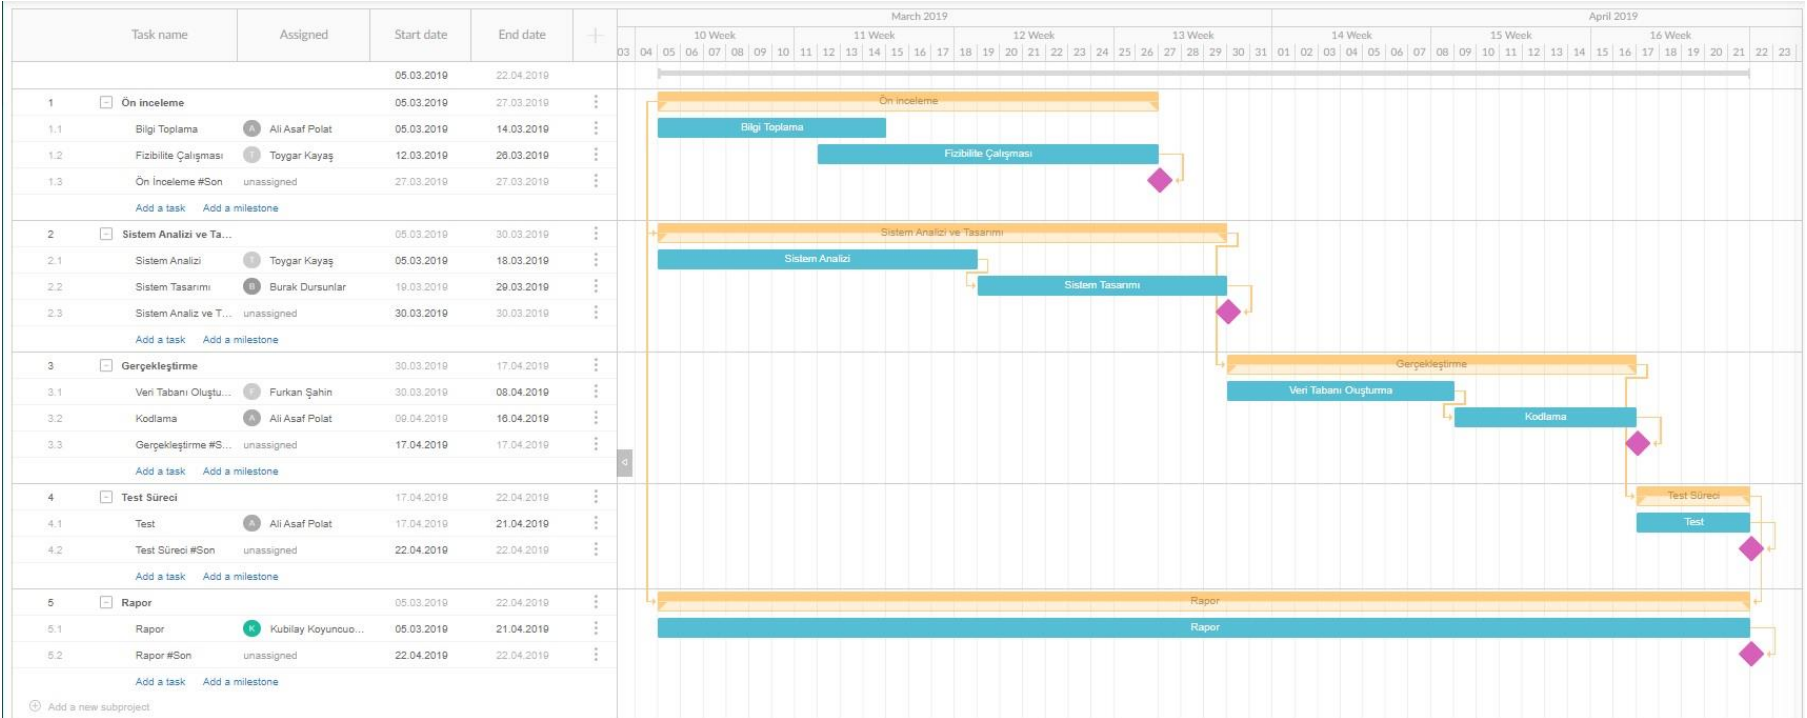 March 2019 April 2019
Task name Assigned Start date End date
10 Week 11 Week 12 Week 13 Week 14 Week 15 Week 16 Week
03 04 05 06 07 08 09 10 11 12 13 14 15 16 17 18 19 20 21 22 23 24 25 26 27 28 29 30 31 01 02 03 04 05 06 07 08 09 10 11 12 13 14 15 16 17 18 19 20 21 22 23
05.03.2019 22.04.2019
1 Ön inceleme 05.03.2019 27.03.2019 Ön inceleme
1.1 Bilgi Toplama A Ali Asaf Polat 05.03.2019 14.03.2019 Bilgi Toplama
1.2 Fizibilite Çalışması T Toygar Kayaş 12.03.2019 26.03.2019 Fizibilite Çalışması
1.3 Ön İnceleme #Son unassigned 27.03.2019 27.03.2019
Add a task Add a milestone
2 Sistem Analizi ve Ta... 05.03.2019 30.03.2019 Sistem Analizi ve Tasarımı
2.1 Sistem Analizi T Toygar Kayaş 05.03.2019 18.03.2019 Sistem Analizi
2.2 Sistem Tasarımı B Burak Dursunlar 19.03.2019 29.03.2019 Sistem Tasarımı
2.3 Sistem Analiz ve T... unassigned 30.03.2019 30.03.2019
Add a task Add a milestone
3 Gerçekleştirme 30.03.2019 17.04.2019 Gerçekleştirme
3.1 Veri Tabanı Oluştu... F Furkan Şahin 30.03.2019 08.04.2019 Veri Tabanı Oluşturma
3.2 Kodlama A Ali Asaf Polat 09.04.2019 16.04.2019 Kodlama
3.3 Gerçekleştirme #S... unassigned 17.04.2019 17.04.2019
Add a task Add a milestone
4 Test Süreci 17.04.2019 22.04.2019 Test Süreci
4.1 Test A Ali Asaf Polat 17.04.2019 21.04.2019 Test
4.2 Test Süreci #Son unassigned 22.04.2019 22.04.2019
Add a task Add a milestone
5 Rapor 05.03.2019 22.04.2019 Rapor
5.1 Rapor K Kubilay Koyuncuo... 05.03.2019 21.04.2019 Rapor
5.2 Rapor #Son unassigned 22.04.2019 22.04.2019
Add a task Add a milestone
Add a new subproject